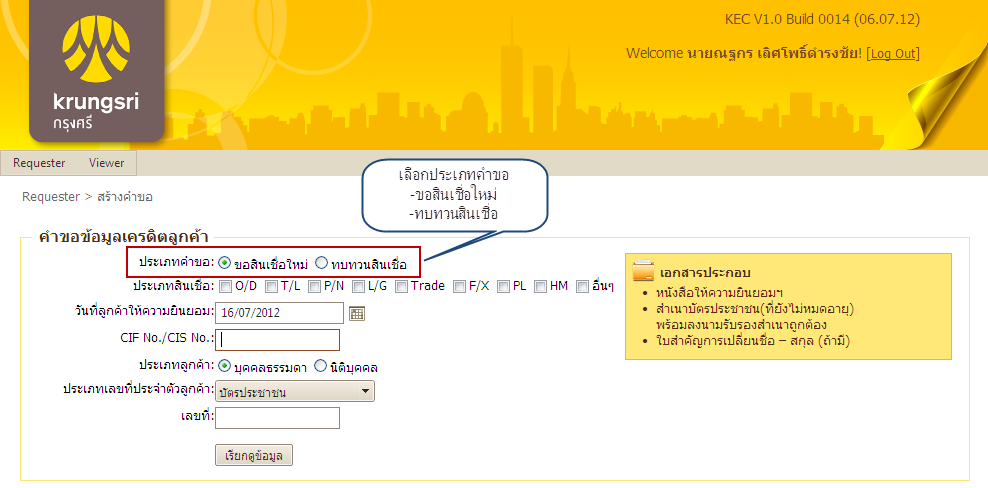 KEC V1.0 Build 0014 (06.07.12)
Welcome นายณฐกร เลิศโพธิ์ดำรงชัย! [Log Out]
krungsri
กรุงศรี
Requester Viewer
Requester > สร้างคำขอ
เลือกประเภทคำขอ
-ขอสินเชื่อใหม่
-ทบทวนสินเชื่อ
คำขอข้อมูลเครดิตลูกค้า
ประเภทคำขอ: ขอสินเชื่อใหม่ ทบทวนสินเชื่อ
ประเภทสินเชื่อ: O/D T/L P/N L/G Trade F/X PL HM อื่นๆ
วันที่ลูกค้าให้ความยินยอม: 16/07/2012
CIF No./CIS No.:
ประเภทลูกค้า: บุคคลธรรมดา นิติบุคคล
ประเภทเลขที่ประจำตัวลูกค้า: บัตรประชาชน
เลขที่:
เรียกดูข้อมูล
เอกสารประกอบ
• หนังสือให้ความยินยอมฯ
• สำเนาบัตรประชาชน(ที่ยังไม่หมดอายุ)
พร้อมลงนามรับรองสำเนาถูกต้อง
• ใบสำคัญการเปลี่ยนชื่อ – สกุล (ถ้ามี)